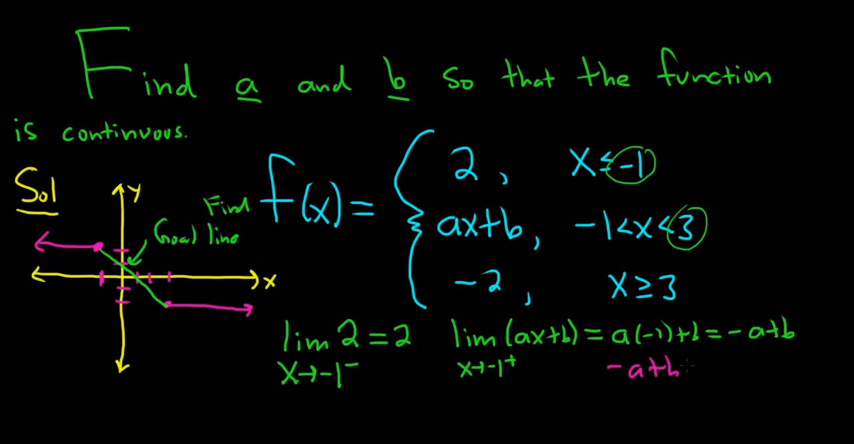 Find a and b so that the function
is continuous.
Sol
y
x
Find
(now) line
f(x) = { 2, x ≤ -1
ax+b, -1 < x < 3
-2, x ≥ 3
lim 2 = 2
x→-1⁻
lim (ax+b) = a(-1)+b = -a+b
x→-1⁺
-a+b